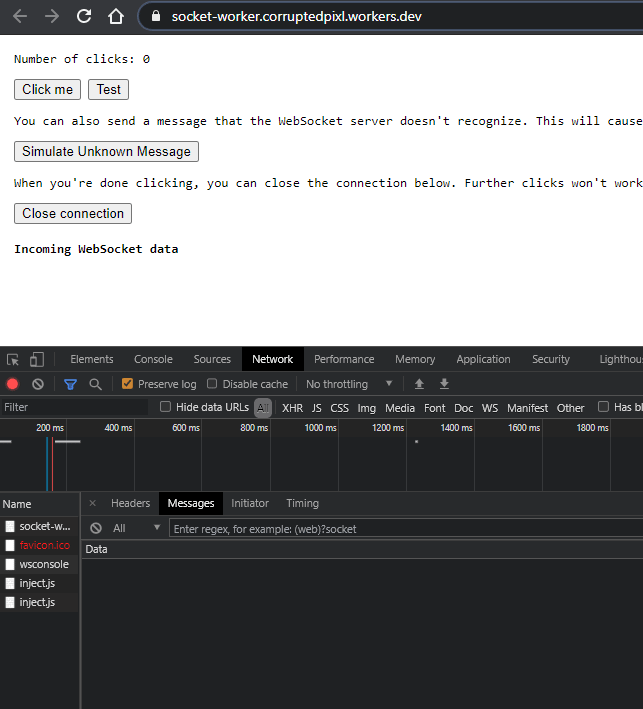 socket-worker.corruptedpixl.workers.dev
Number of clicks: 0
Click me Test
You can also send a message that the WebSocket server doesn't recognize. This will cause
Simulate Unknown Message
When you're done clicking, you can close the connection below. Further clicks won't work
Close connection
Incoming WebSocket data
Elements Console Sources Network Performance Memory Application Security Lighthou
Preserve log Disable cache No throttling
Filter Hide data URLs All XHR JS CSS Img Media Font Doc WS Manifest Other Has bl
200 ms 400 ms 600 ms 800 ms 1000 ms 1200 ms 1400 ms 1600 ms 1800 ms
Name × Headers Messages Initiator Timing
socket-w... All Enter regex, for example: (web)?socket
favicon.ico Data
wsconsole
inject.js
inject.js